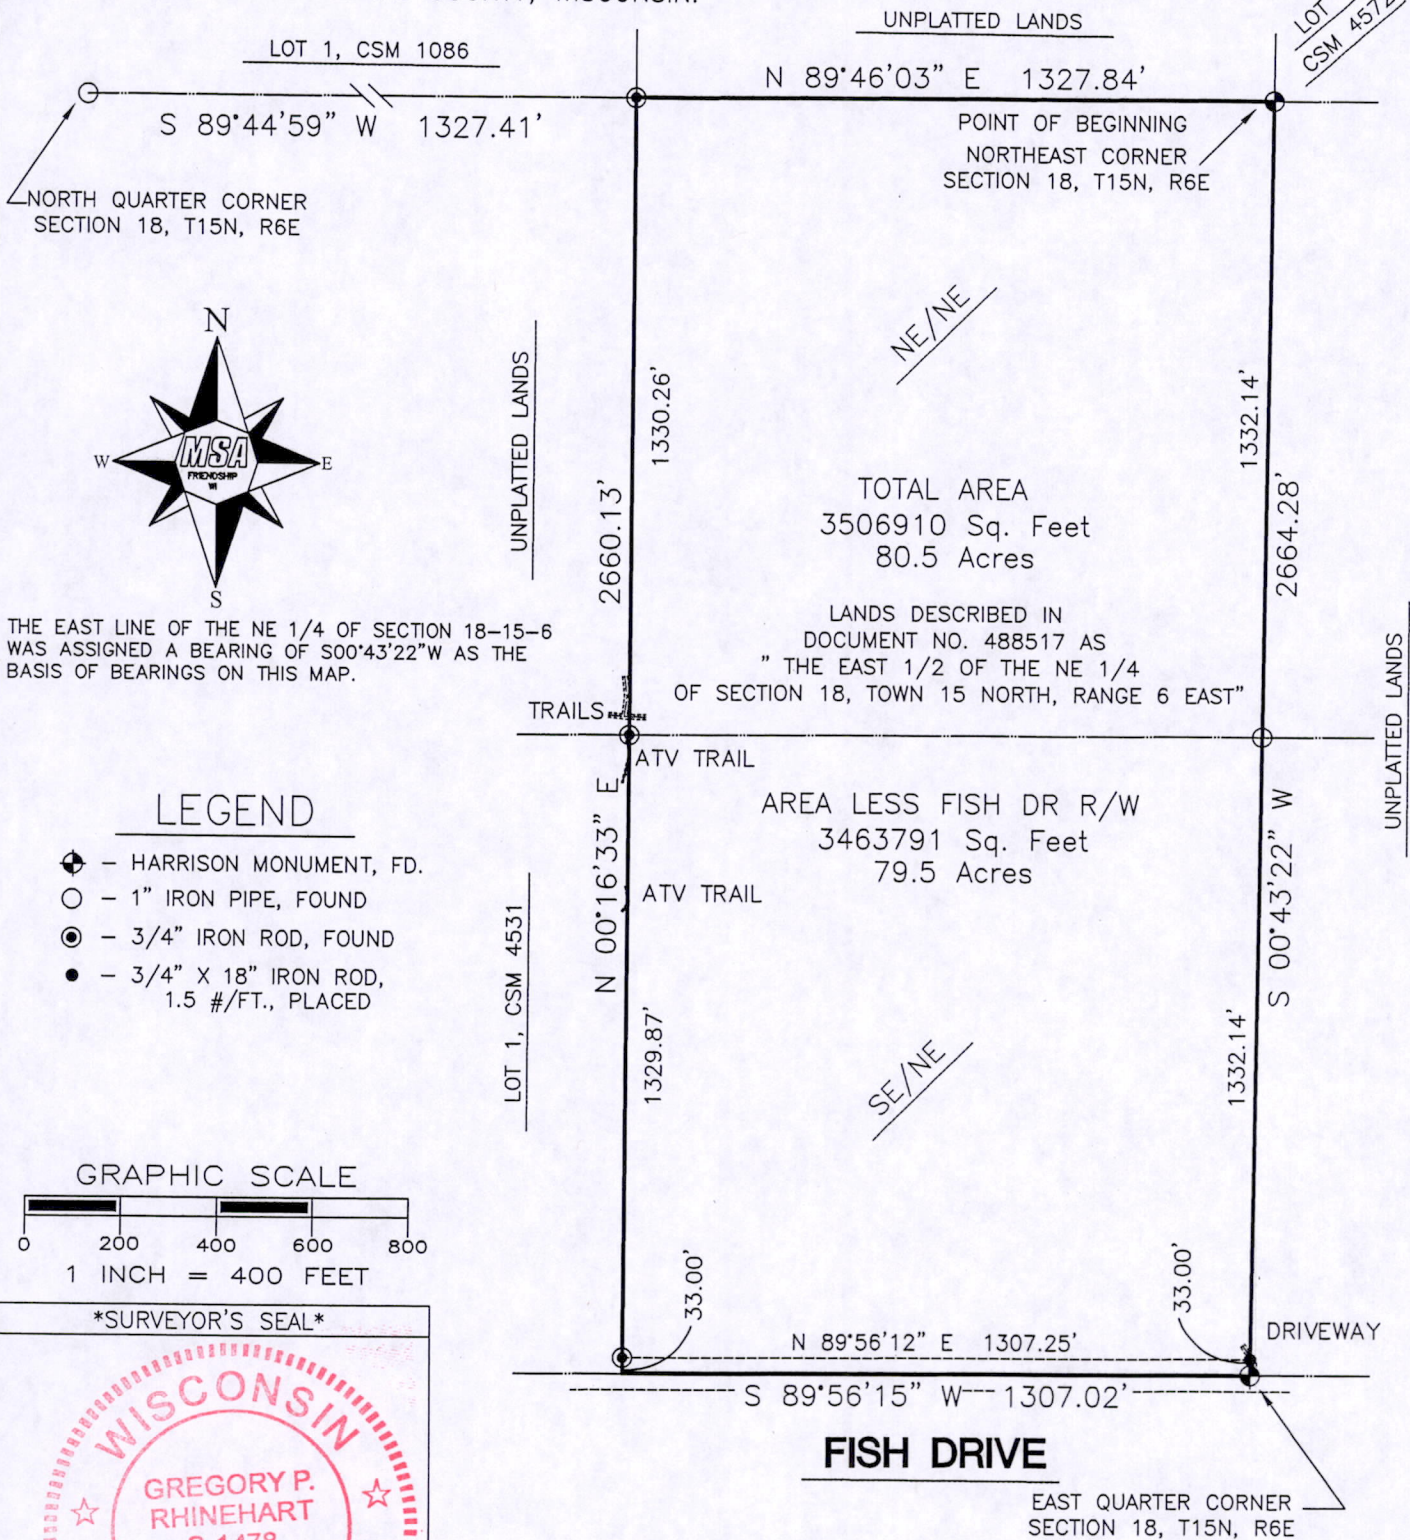 UNPLATTED LANDS
LOT
CSM 4572
LOT 1, CSM 1086
N 89°46'03" E 1327.84'
S 89°44'59" W 1327.41'
POINT OF BEGINNING
NORTHEAST CORNER
SECTION 18, T15N, R6E
NORTH QUARTER CORNER
SECTION 18, T15N, R6E
N
W
E
S
MSA
FRIENDSHIP
WI
UNPLATTED LANDS
NE/NE
1330.26'
2660.13'
1332.14'
2664.28'
TOTAL AREA
3506910 Sq. Feet
80.5 Acres
LANDS DESCRIBED IN
DOCUMENT NO. 488517 AS
" THE EAST 1/2 OF THE NE 1/4
OF SECTION 18, TOWN 15 NORTH, RANGE 6 EAST"
THE EAST LINE OF THE NE 1/4 OF SECTION 18-15-6
WAS ASSIGNED A BEARING OF S00°43'22"W AS THE
BASIS OF BEARINGS ON THIS MAP.
TRAILS
ATV TRAIL
UNPLATTED LANDS
AREA LESS FISH DR R/W
3463791 Sq. Feet
79.5 Acres
N 00°16'33" E
S 00°43'22" W
ATV TRAIL
LEGEND
– HARRISON MONUMENT, FD.
– 1" IRON PIPE, FOUND
– 3/4" IRON ROD, FOUND
– 3/4" X 18" IRON ROD,
1.5 #/FT., PLACED
LOT 1, CSM 4531
1329.87'
SE/NE
1332.14'
GRAPHIC SCALE
0 200 400 600 800
1 INCH = 400 FEET
33.00'
33.00'
*SURVEYOR'S SEAL*
N 89°56'12" E 1307.25'
DRIVEWAY
S 89°56'15" W 1307.02'
FISH DRIVE
EAST QUARTER CORNER
SECTION 18, T15N, R6E
WISCONSIN
GREGORY P.
RHINEHART